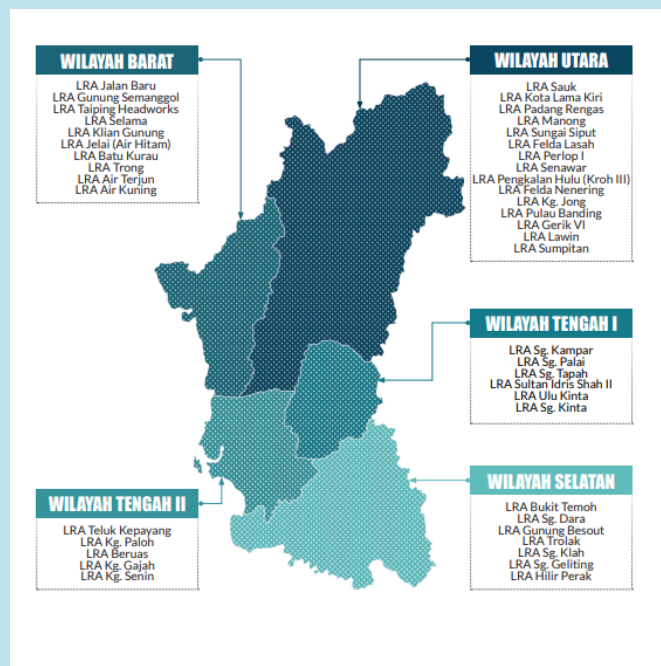 WILAYAH BARAT
LRA Jalan Baru
LRA Gunung Semanggol
LRA Taiping Headworks
LRA Selama
LRA Klian Gunung
LRA Jelai (Air Hitam)
LRA Batu Kurau
LRA Trong
LRA Air Terjun
LRA Air Kuning
WILAYAH UTARA
LRA Sauk
LRA Kota Lama Kiri
LRA Padang Rengas
LRA Manong
LRA Sungai Siput
LRA Felda Lasah
LRA Perlop I
LRA Senawar
LRA Pengkalan Hulu (Kroh III)
LRA Felda Nenering
LRA Kg. Jong
LRA Pulau Banding
LRA Gerik VI
LRA Lawin
LRA Sumpitan
WILAYAH TENGAH I
LRA Sg. Kampar
LRA Sg. Palai
LRA Sg. Tapah
LRA Sultan Idris Shah II
LRA Ulu Kinta
LRA Sg. Kinta
WILAYAH TENGAH II
LRA Teluk Kepayang
LRA Kg. Paloh
LRA Beruas
LRA Kg. Gajah
LRA Kg. Senin
WILAYAH SELATAN
LRA Bukit Temoh
LRA Sg. Dara
LRA Gunung Besout
LRA Trolak
LRA Sg. Klah
LRA Sg. Geliting
LRA Hilir Perak